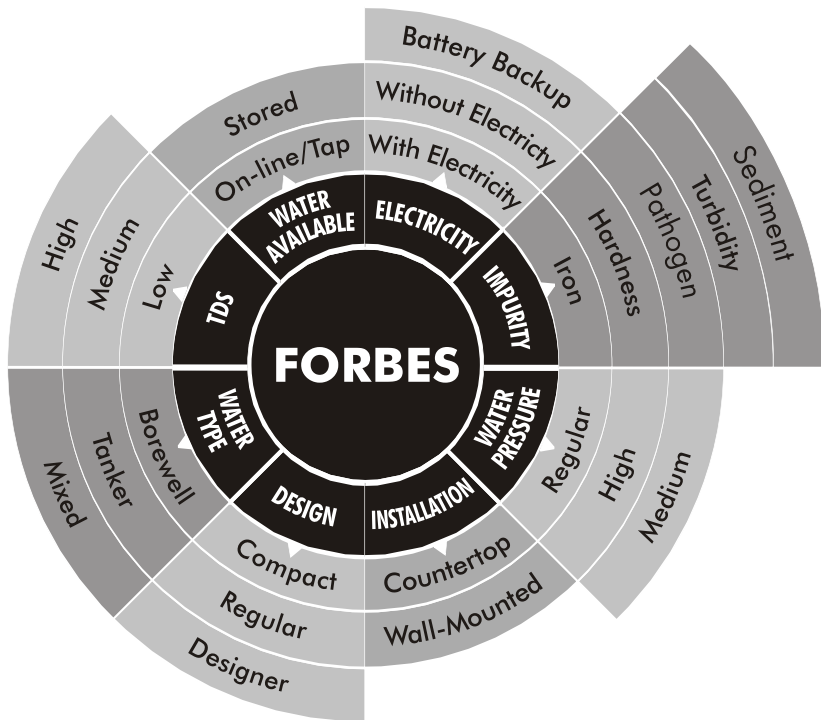 FORBES
ELECTRICITY
With Electricity
Without Electricty
Battery Backup
IMPURITY
Iron
Hardness
Pathogen
Turbidity
Sediment
WATER
PRESSURE
Regular
High
Medium
INSTALLATION
Countertop
Wall-Mounted
DESIGN
Compact
Regular
Designer
WATER
TYPE
Borewell
Tanker
Mixed
TDS
Low
Medium
High
WATER
AVAILABLE
On-line/Tap
Stored